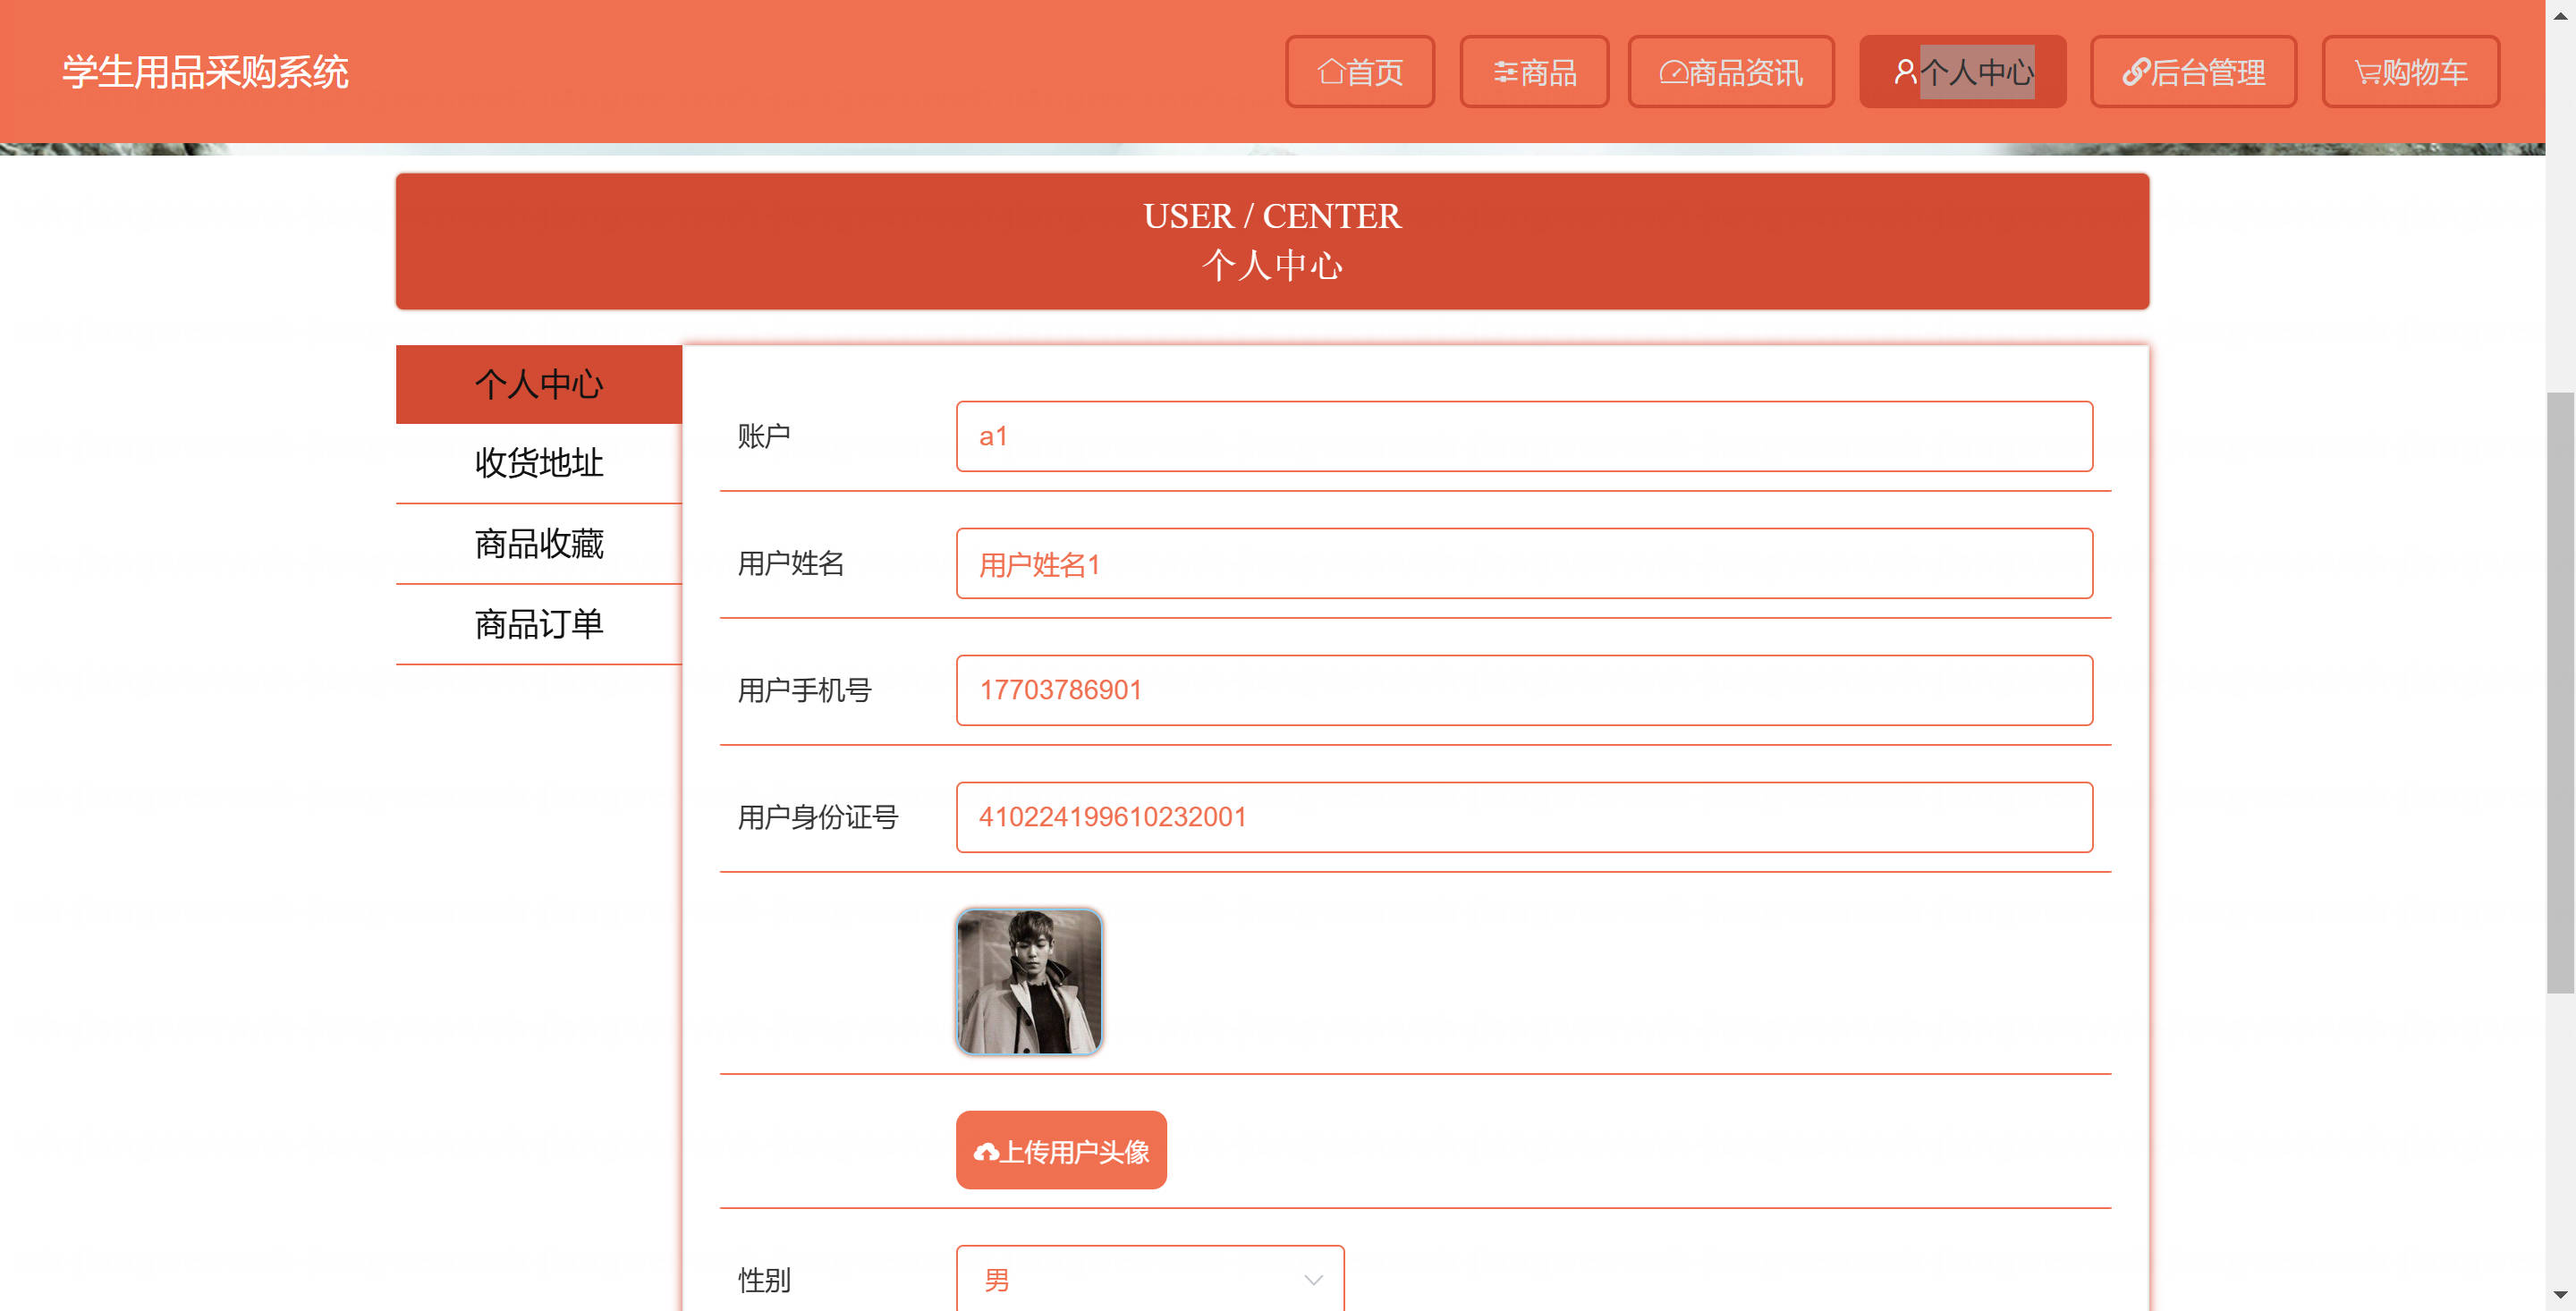 学生用品采购系统
首页
商品
商品资讯
个人中心
后台管理
购物车
USER / CENTER
个人中心
个人中心
收货地址
商品收藏
商品订单
账户
a1
用户姓名
用户姓名1
用户手机号
17703786901
用户身份证号
410224199610232001
上传用户头像
性别
男